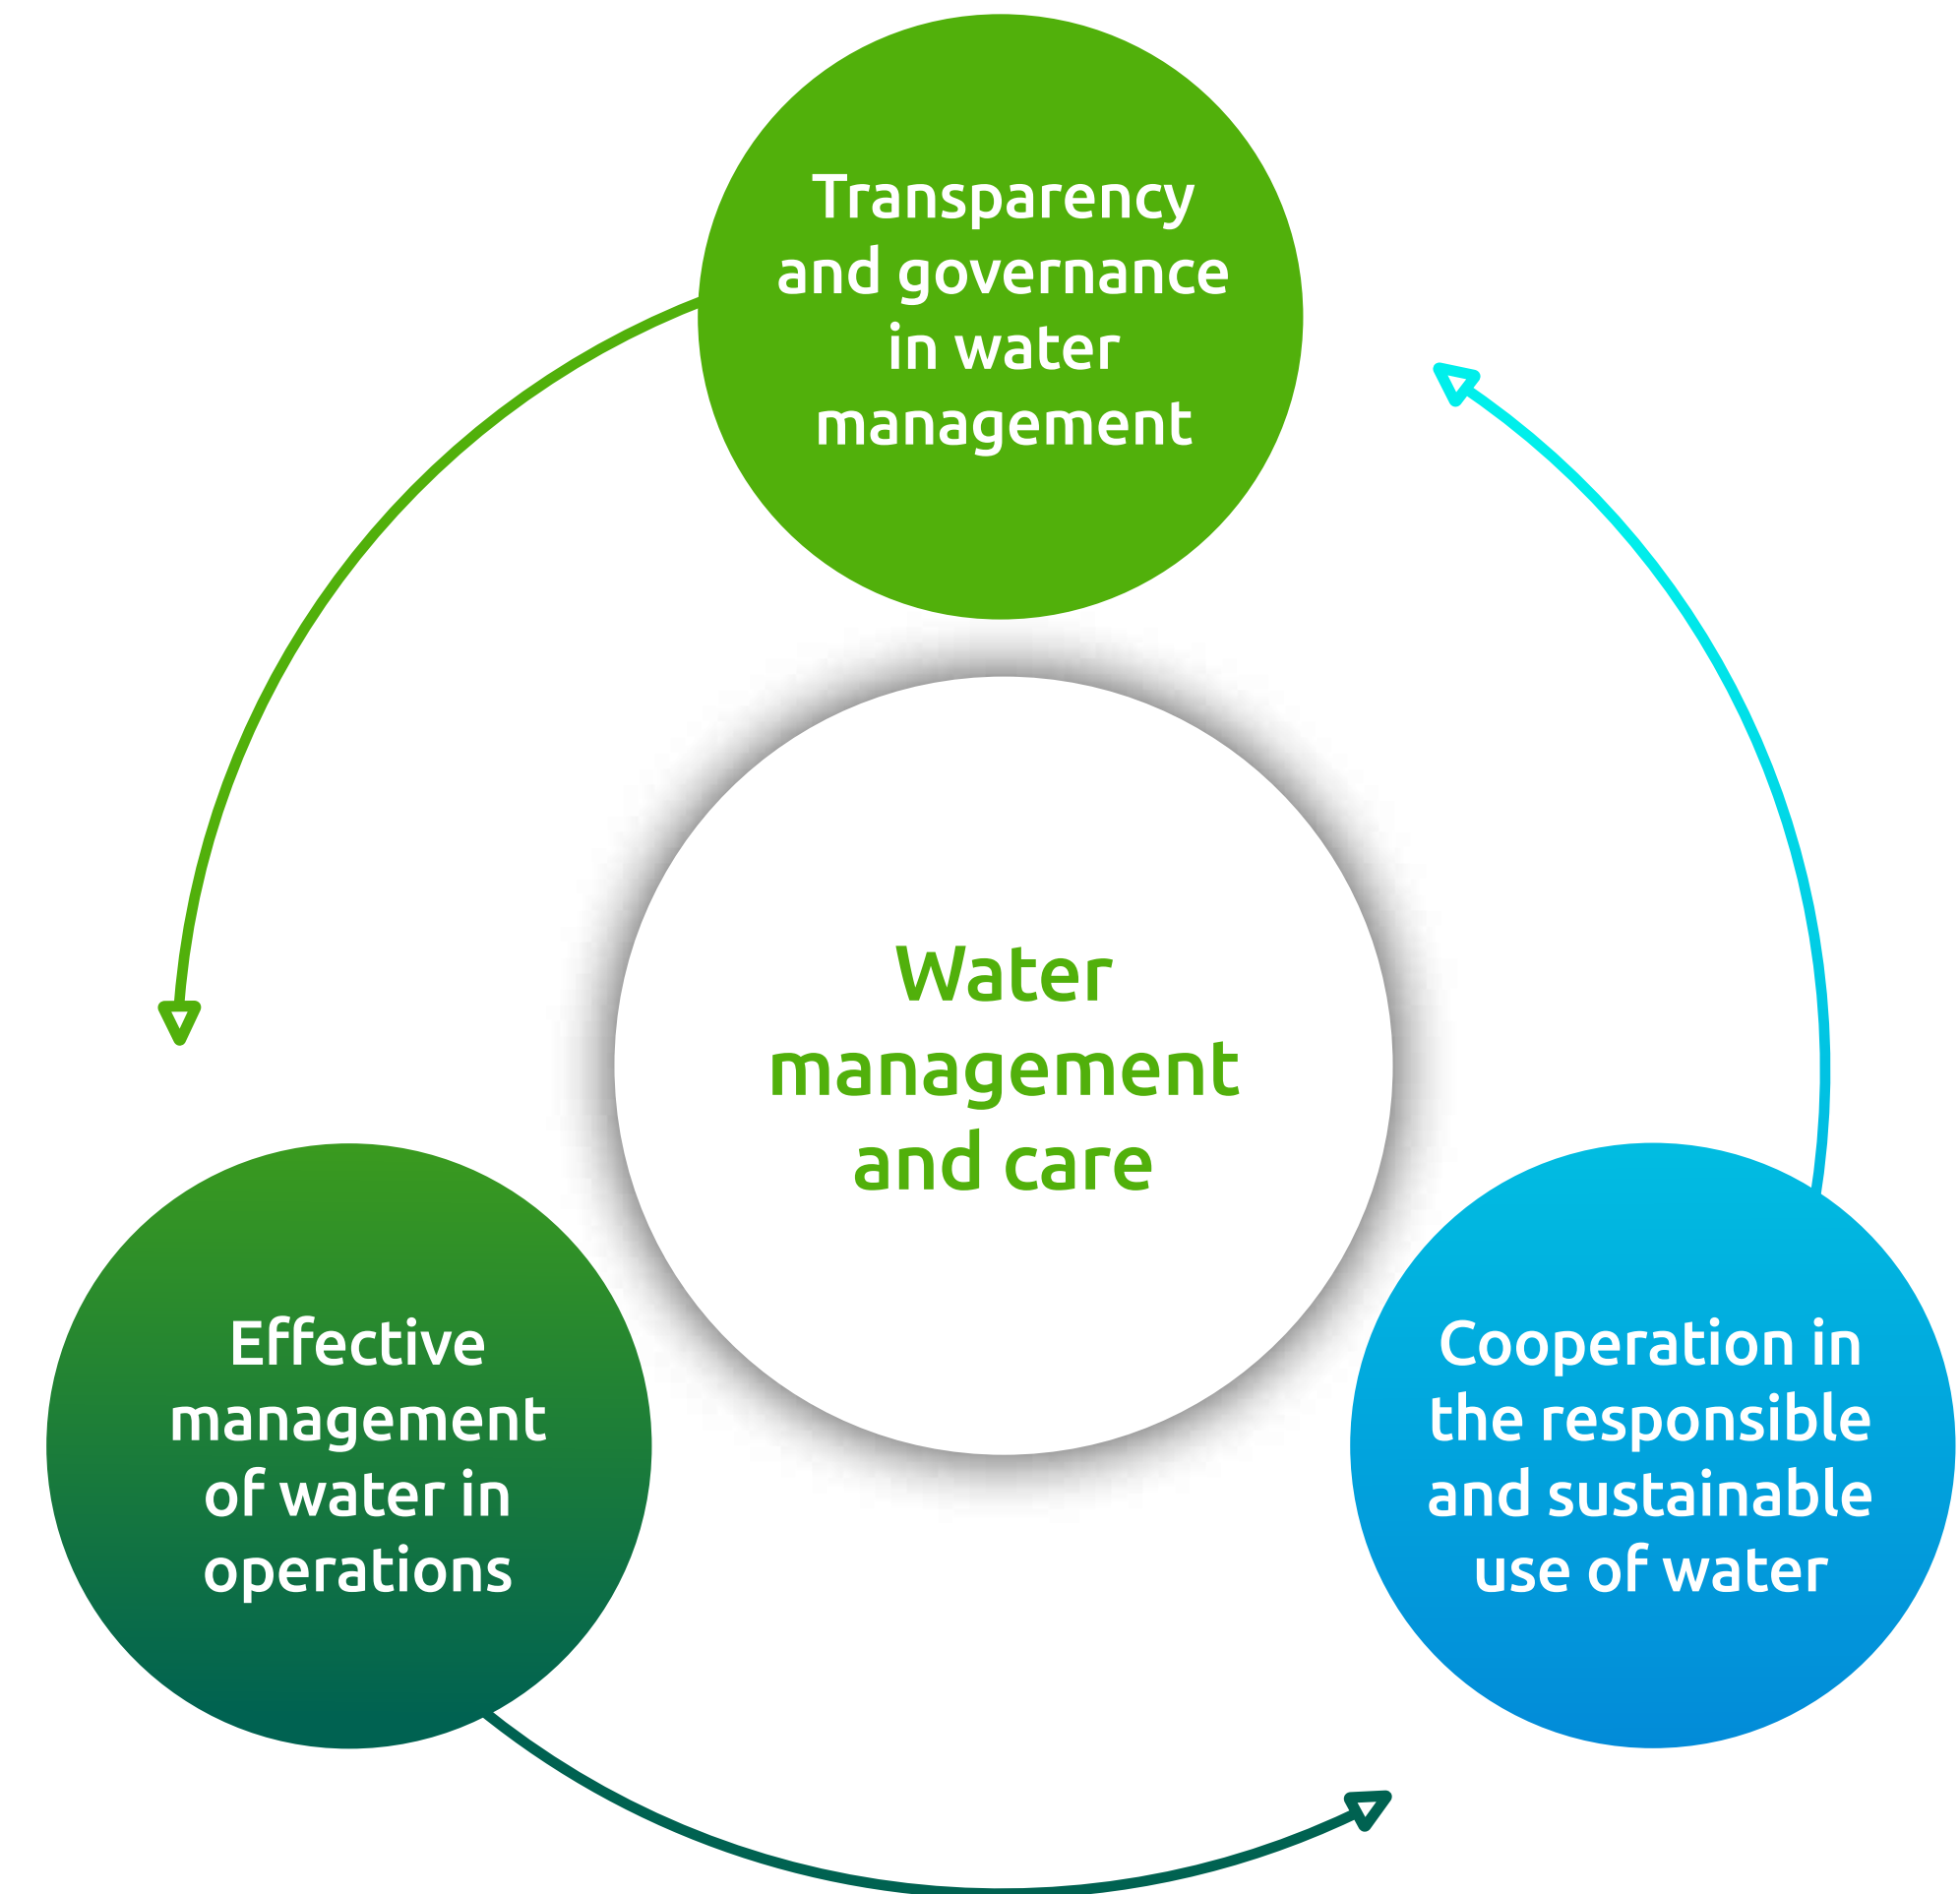 Transparency
and governance
in water
management
Water
management
and care
Effective
management
of water in
operations
Cooperation in
the responsible
and sustainable
use of water